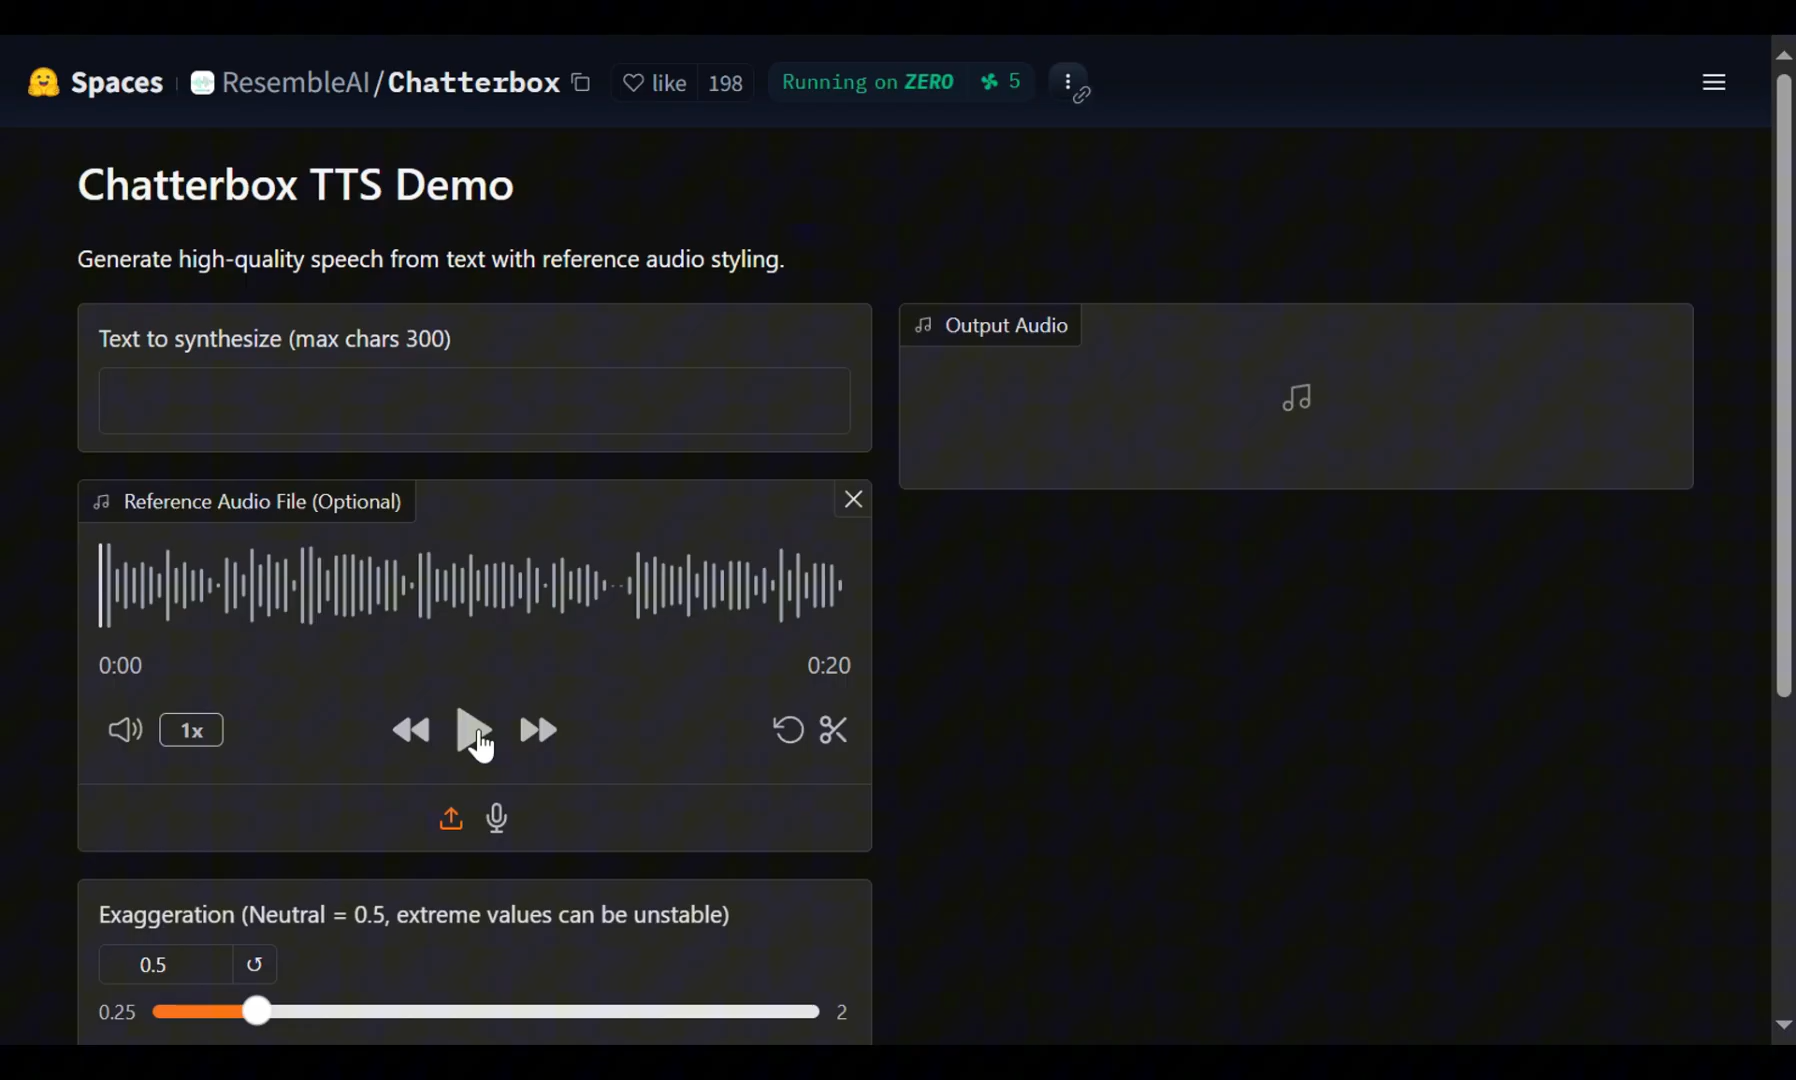 Spaces ResembleAI/Chatterbox like 198 Running on ZERO 5
Chatterbox TTS Demo
Generate high-quality speech from text with reference audio styling.
Text to synthesize (max chars 300)
Output Audio
Reference Audio File (Optional)
0:00 0:20
1x
Exaggeration (Neutral = 0.5, extreme values can be unstable)
0.5
0.25 2